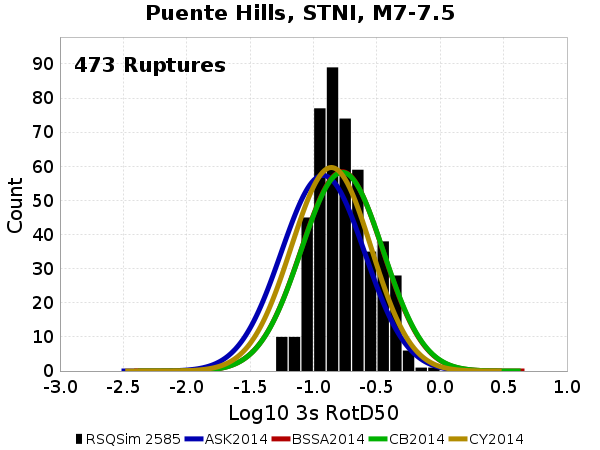 Puente Hills, STNI, M7-7.5
473 Ruptures
Count
90
80
70
60
50
40
30
20
10
0
-3.0 -2.5 -2.0 -1.5 -1.0 -0.5 0.0 0.5 1.0
Log10 3s RotD50
RSQSim 2585 ASK2014 BSSA2014 CB2014 CY2014